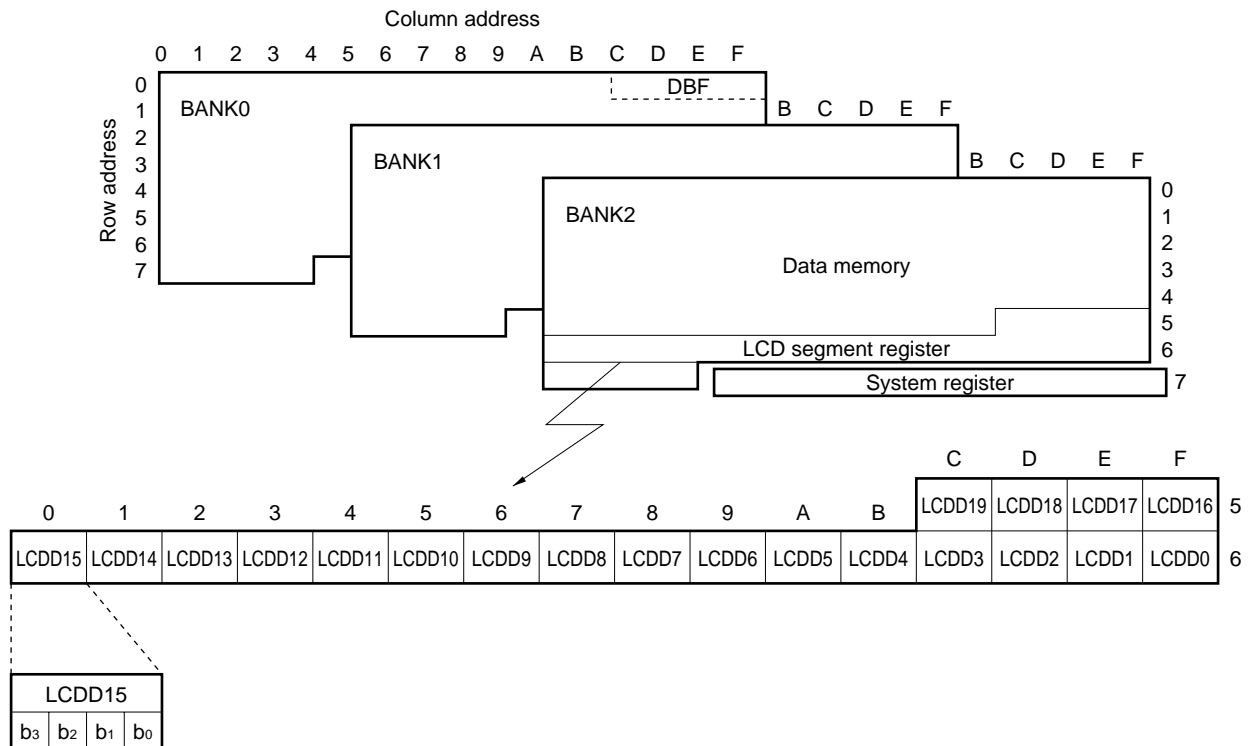 Column address
0 1 2 3 4 5 6 7 8 9 A B C D E F
Row address
0
1
2
3
4
5
6
7
BANK0
DBF
B C D E F
BANK1
B C D E F
BANK2
0
1
2
3
4
5
6
7
Data memory
LCD segment register
System register
C D E F
LCDD19 LCDD18 LCDD17 LCDD16 5
0 1 2 3 4 5 6 7 8 9 A B
LCDD15 LCDD14 LCDD13 LCDD12 LCDD11 LCDD10 LCDD9 LCDD8 LCDD7 LCDD6 LCDD5 LCDD4 LCDD3 LCDD2 LCDD1 LCDD0 6
LCDD15
b3 b2 b1 b0